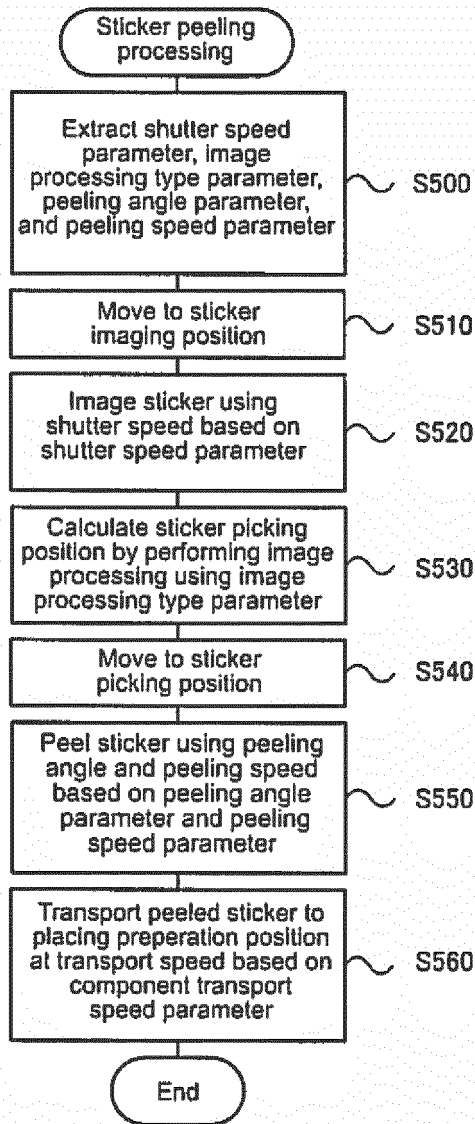 Sticker peeling
processing
Extract shutter speed
parameter, image
processing type parameter,
peeling angle parameter,
and peeling speed parameter
S500
Move to sticker
imaging position
S510
Image sticker using
shutter speed based on
shutter speed parameter
S520
Calculate sticker picking
position by performing image
processing using image
processing type parameter
S530
Move to sticker
picking position
S540
Peel sticker using peeling
angle and peeling speed
based on peeling angle
parameter and peeling
speed parameter
S550
Transport peeled sticker to
placing preperation position
at transport speed based on
component transport
speed parameter
S560
End